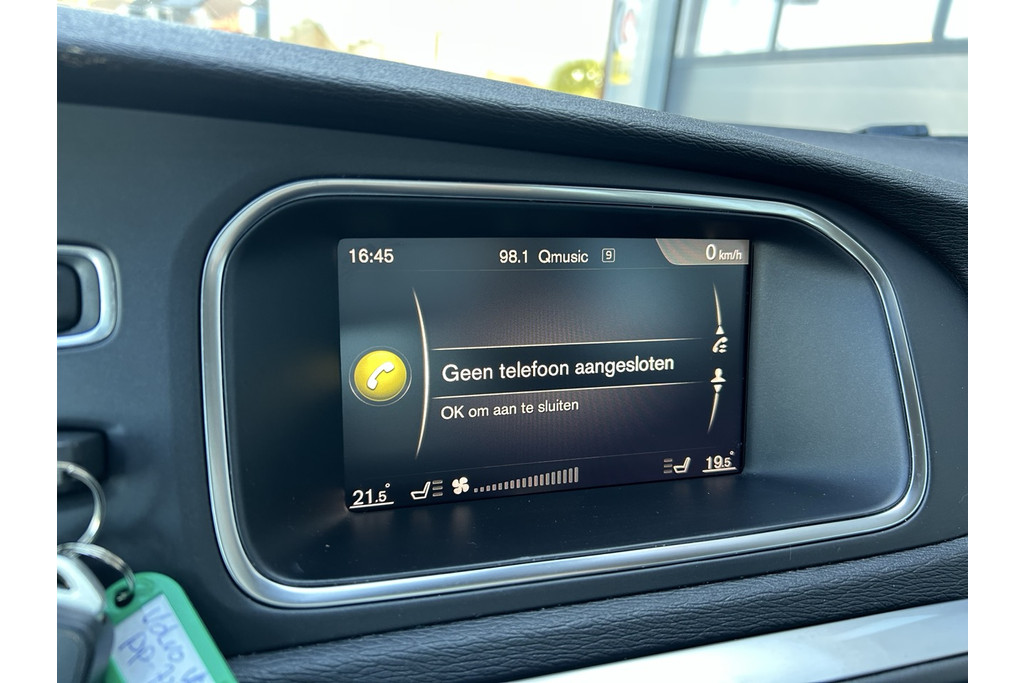 16:45
98.1 Qmusic 9
0 km/h
Geen telefoon aangesloten
OK om aan te sluiten
21.5°
19.5°
Volvo